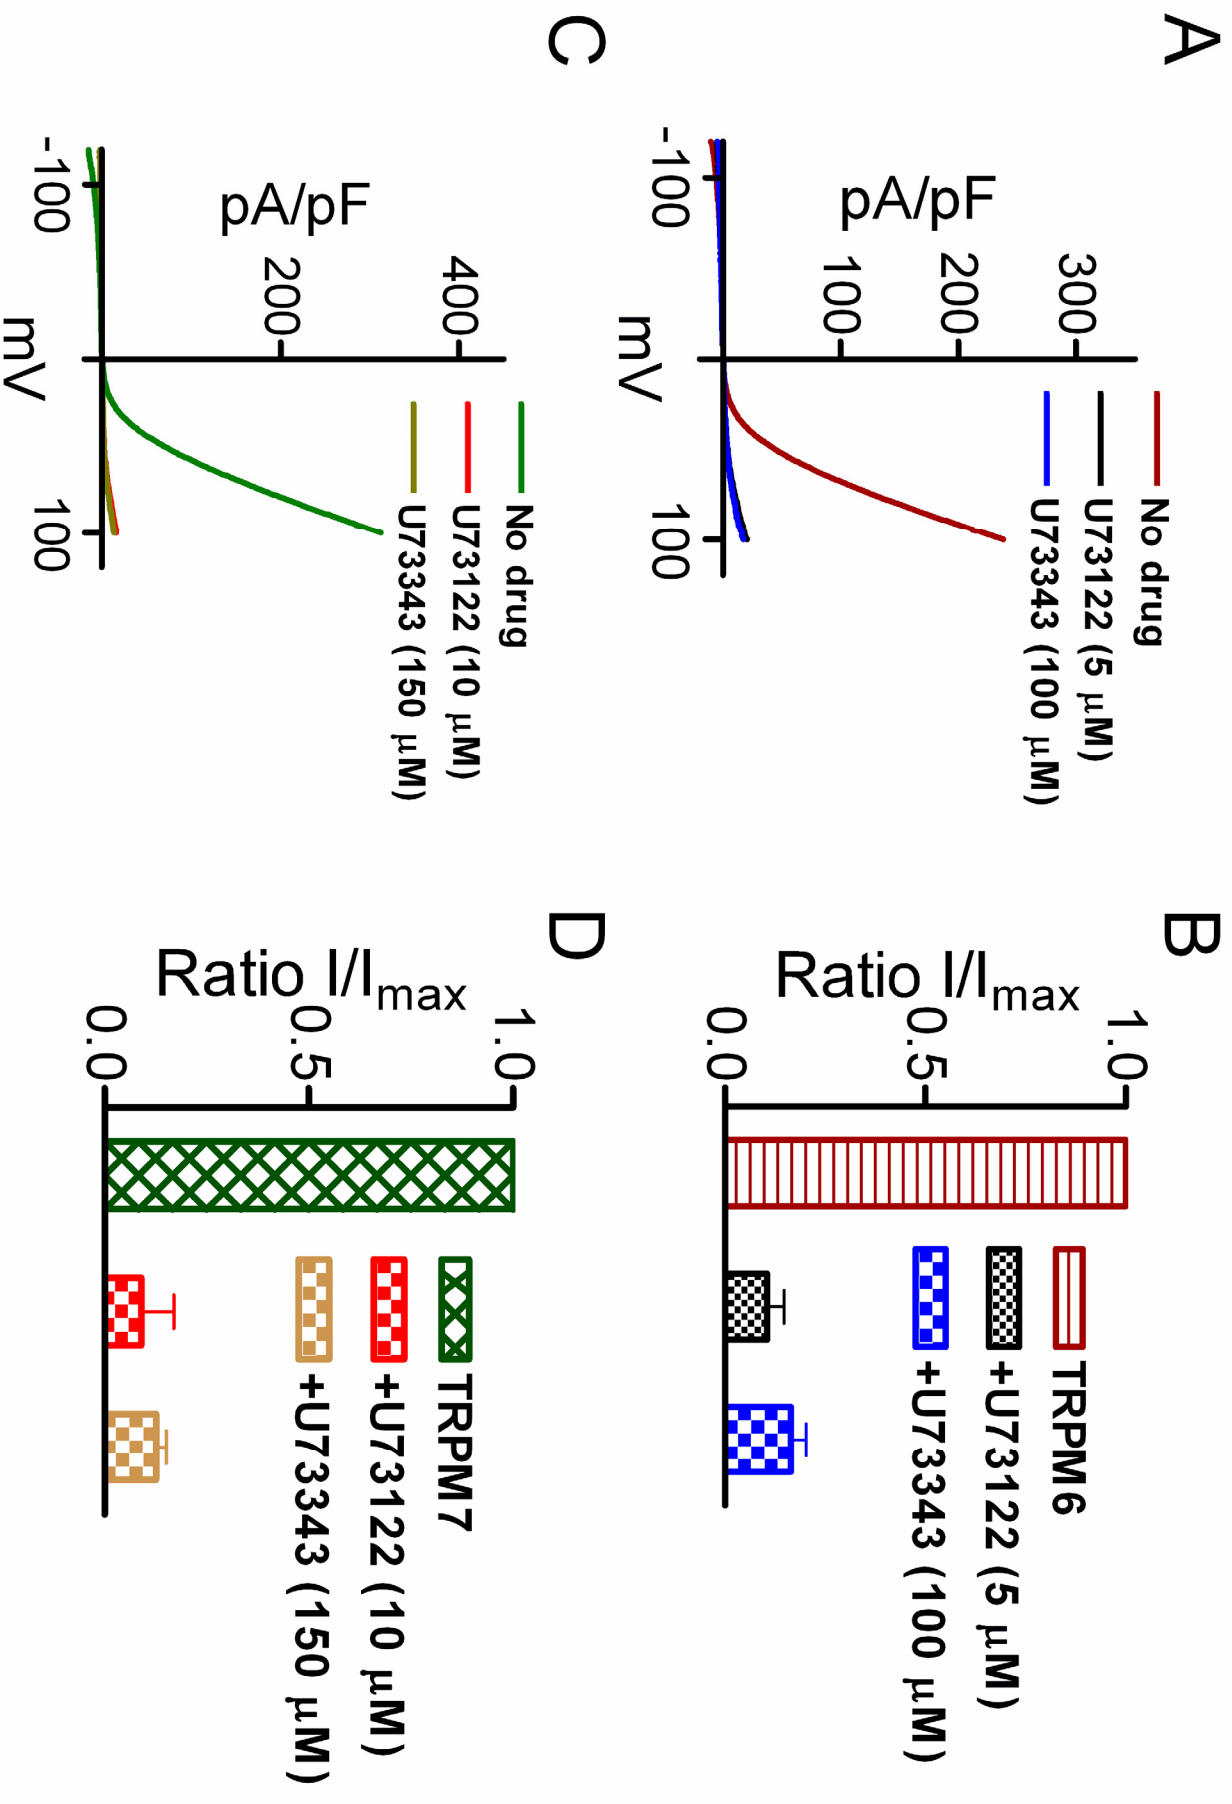 A
pA/pF
300
200
100
-100
100
mV
No drug
U73122 (5 µM)
U73343 (100 µM)
B
Ratio I/Imax
1.0
0.5
0.0
TRPM6
+U73122 (5 µM)
+U73343 (100 µM)
C
pA/pF
400
200
-100
100
mV
No drug
U73122 (10 µM)
U73343 (150 µM)
D
Ratio I/Imax
1.0
0.5
0.0
TRPM7
+U73122 (10 µM)
+U73343 (150 µM)